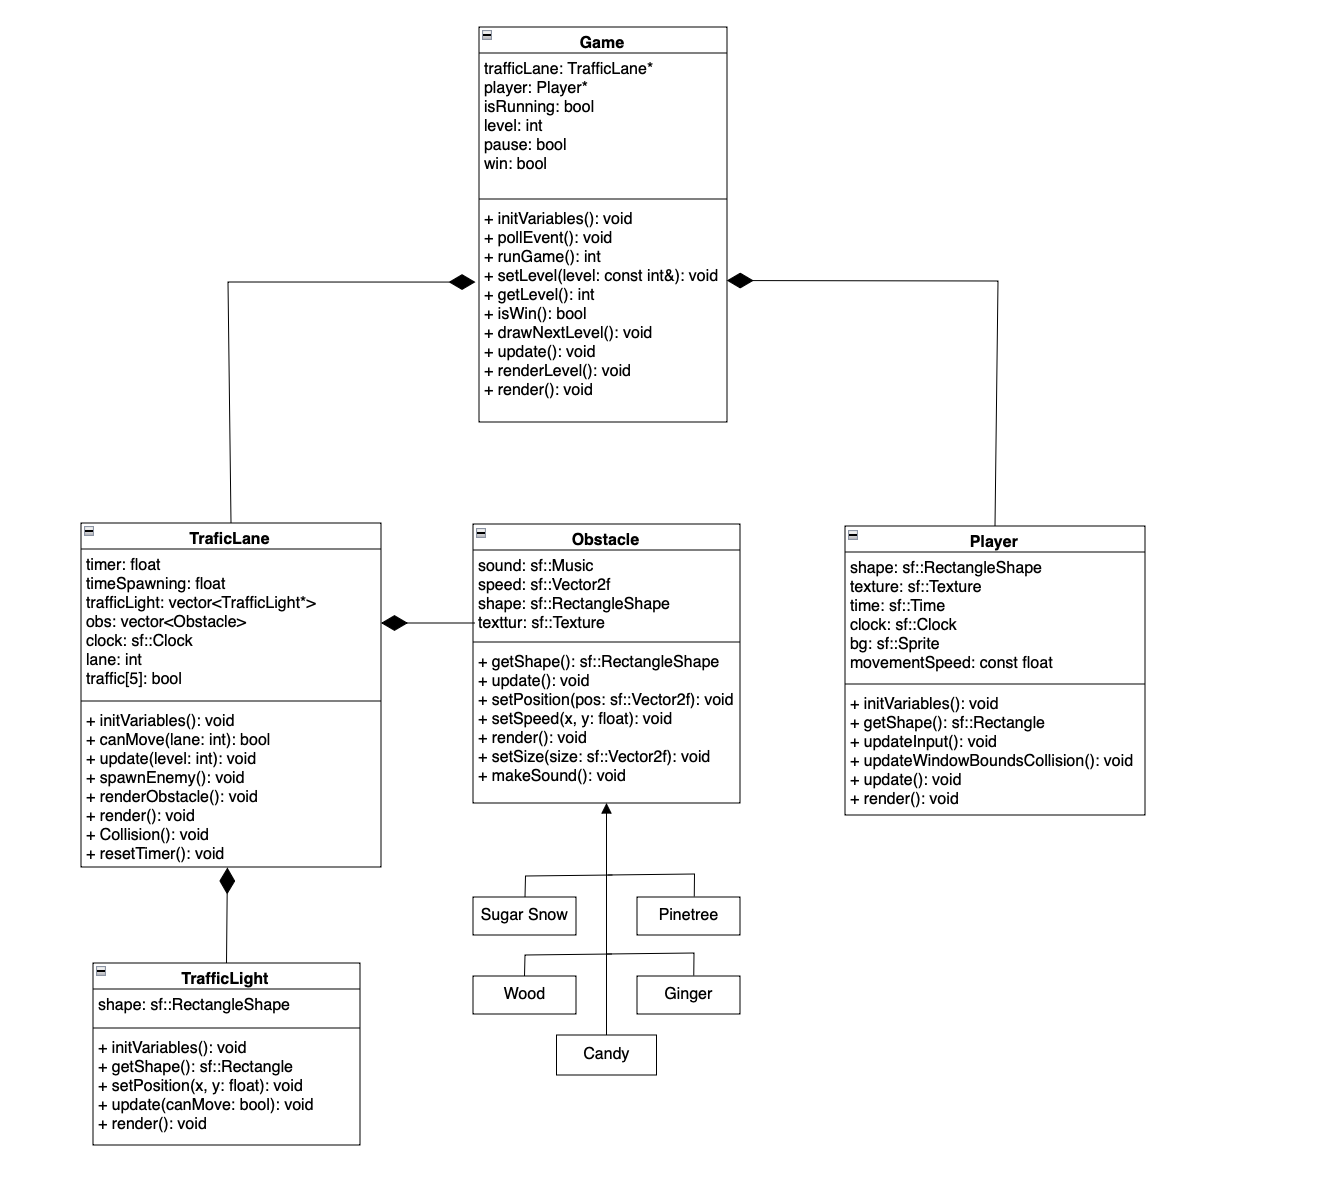 Game
trafficLane: TrafficLane*
player: Player*
isRunning: bool
level: int
pause: bool
win: bool
+ initVariables(): void
+ pollEvent(): void
+ runGame(): int
+ setLevel(level: const int&): void
+ getLevel(): int
+ isWin(): bool
+ drawNextLevel(): void
+ update(): void
+ renderLevel(): void
+ render(): void
TraficLane
timer: float
timeSpawning: float
trafficLight: vector<TrafficLight*>
obs: vector<Obstacle>
clock: sf::Clock
lane: int
traffic[5]: bool
+ initVariables(): void
+ canMove(lane: int): bool
+ update(level: int): void
+ spawnEnemy(): void
+ renderObstacle(): void
+ render(): void
+ Collision(): void
+ resetTimer(): void
Obstacle
sound: sf::Music
speed: sf::Vector2f
shape: sf::RectangleShape
texttur: sf::Texture
+ getShape(): sf::RectangleShape
+ update(): void
+ setPosition(pos: sf::Vector2f): void
+ setSpeed(x, y: float): void
+ render(): void
+ setSize(size: sf::Vector2f): void
+ makeSound(): void
Player
shape: sf::RectangleShape
texture: sf::Texture
time: sf::Time
clock: sf::Clock
bg: sf::Sprite
movementSpeed: const float
+ initVariables(): void
+ getShape(): sf::Rectangle
+ updateInput(): void
+ updateWindowBoundsCollision(): void
+ update(): void
+ render(): void
Sugar Snow
Pinetree
Wood
Ginger
Candy
TrafficLight
shape: sf::RectangleShape
+ initVariables(): void
+ getShape(): sf::Rectangle
+ setPosition(x, y: float): void
+ update(canMove: bool): void
+ render(): void